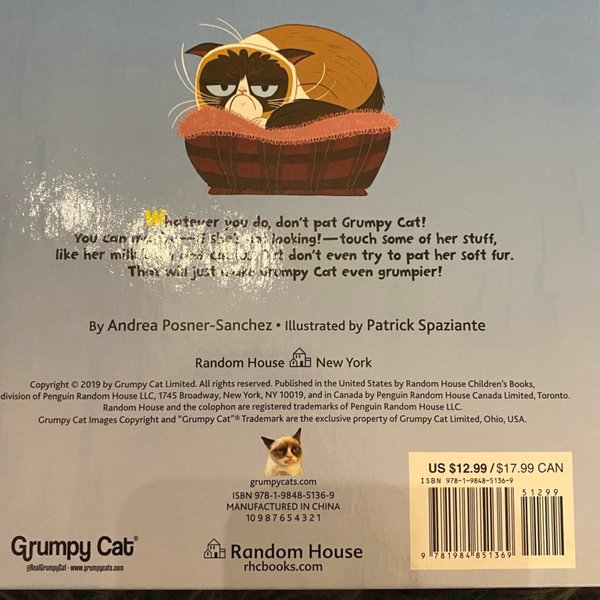 Whatever you do, don't pat Grumpy Cat!
You can looking!—touch some of her stuff,
like her milk don't even try to pat her soft fur.
That will just make Grumpy Cat even grumpier!
By Andrea Posner-Sanchez • Illustrated by Patrick Spaziante
Random House New York
Copyright © 2019 by Grumpy Cat Limited. All rights reserved. Published in the United States by Random House Children's Books,
division of Penguin Random House LLC, 1745 Broadway, New York, NY 10019, and in Canada by Penguin Random House Canada Limited, Toronto.
Random House and the colophon are registered trademarks of Penguin Random House LLC.
Grumpy Cat Images Copyright and "Grumpy Cat"® Trademark are the exclusive property of Grumpy Cat Limited, Ohio, USA.
grumpycats.com
ISBN 978-1-9848-5136-9
MANUFACTURED IN CHINA
10 9 8 7 6 5 4 3 2 1
US $12.99 / $17.99 CAN
ISBN 978-1-9848-5136-9
51299
9 781984 851369
Grumpy Cat®
@RealGrumpyCat • www.grumpycats.com
Random House
rhcbooks.com